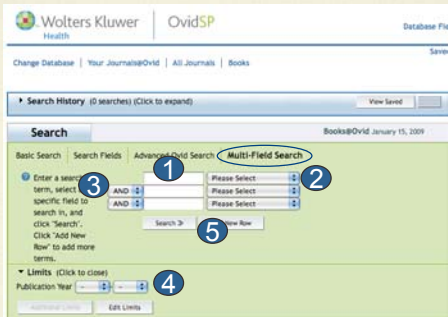 Wolters Kluwer
Health
OvidSP
Database Fie
Saved
Change Database | Your Journals@Ovid | All Journals | Books
Search History (0 searches) (Click to expand)
View Saved
Search
Books@Ovid January 15, 2009
Basic Search | Search Fields | Advanced Ovid Search | Multi-Field Search
1
Enter a search
term, select
specific field to
search in, and
click "Search".
Click "Add New
Row" to add more
terms.
Please Select
2
3
AND
Please Select
AND
Please Select
Search >
New Row
5
Limits (Click to close)
Publication Year - -
4
Additional Limits
Edit Limits